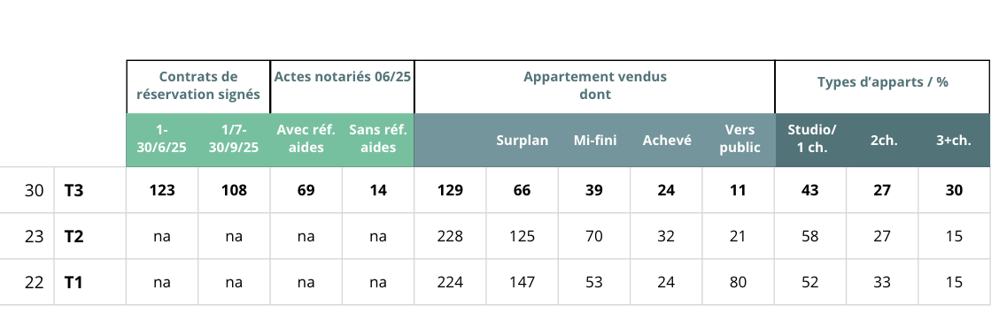 Contrats de
réservation signés
Actes notariés 06/25
Appartement vendus
dont
Types d’apparts / %
1-
30/6/25
1/7-
30/9/25
Avec réf.
aides
Sans réf.
aides
Surplan
Mi-fini
Achevé
Vers
public
Studio/
1 ch.
2ch.
3+ch.
30 T3 123 108 69 14 129 66 39 24 11 43 27 30
23 T2 na na na na 228 125 70 32 21 58 27 15
22 T1 na na na na 224 147 53 24 80 52 33 15